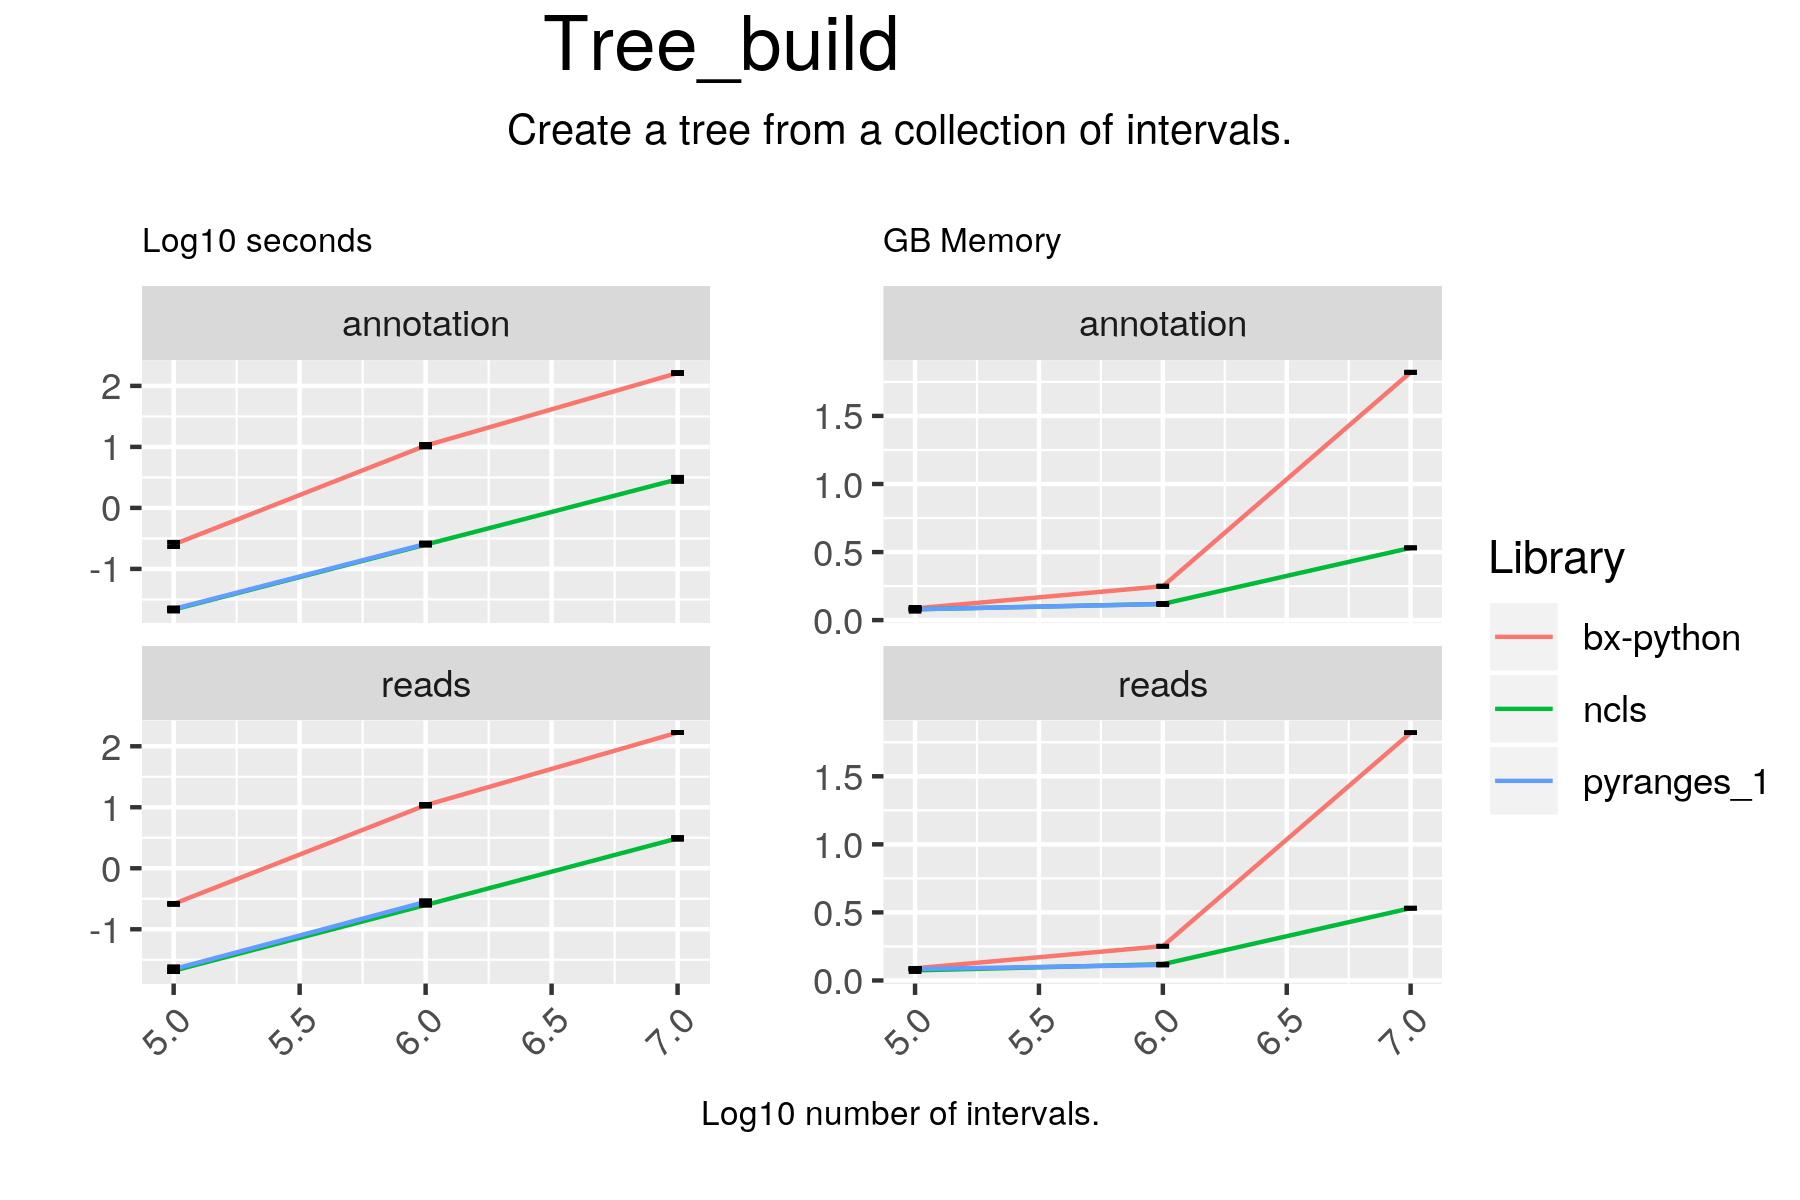 Tree_build
Create a tree from a collection of intervals.
Log10 seconds
GB Memory
annotation
annotation
2
1
0
-1
1.5
1.0
0.5
0.0
reads
reads
2
1
0
-1
1.5
1.0
0.5
0.0
5.0 5.5 6.0 6.5 7.0
5.0 5.5 6.0 6.5 7.0
Log10 number of intervals.
Library
bx-python
ncls
pyranges_1